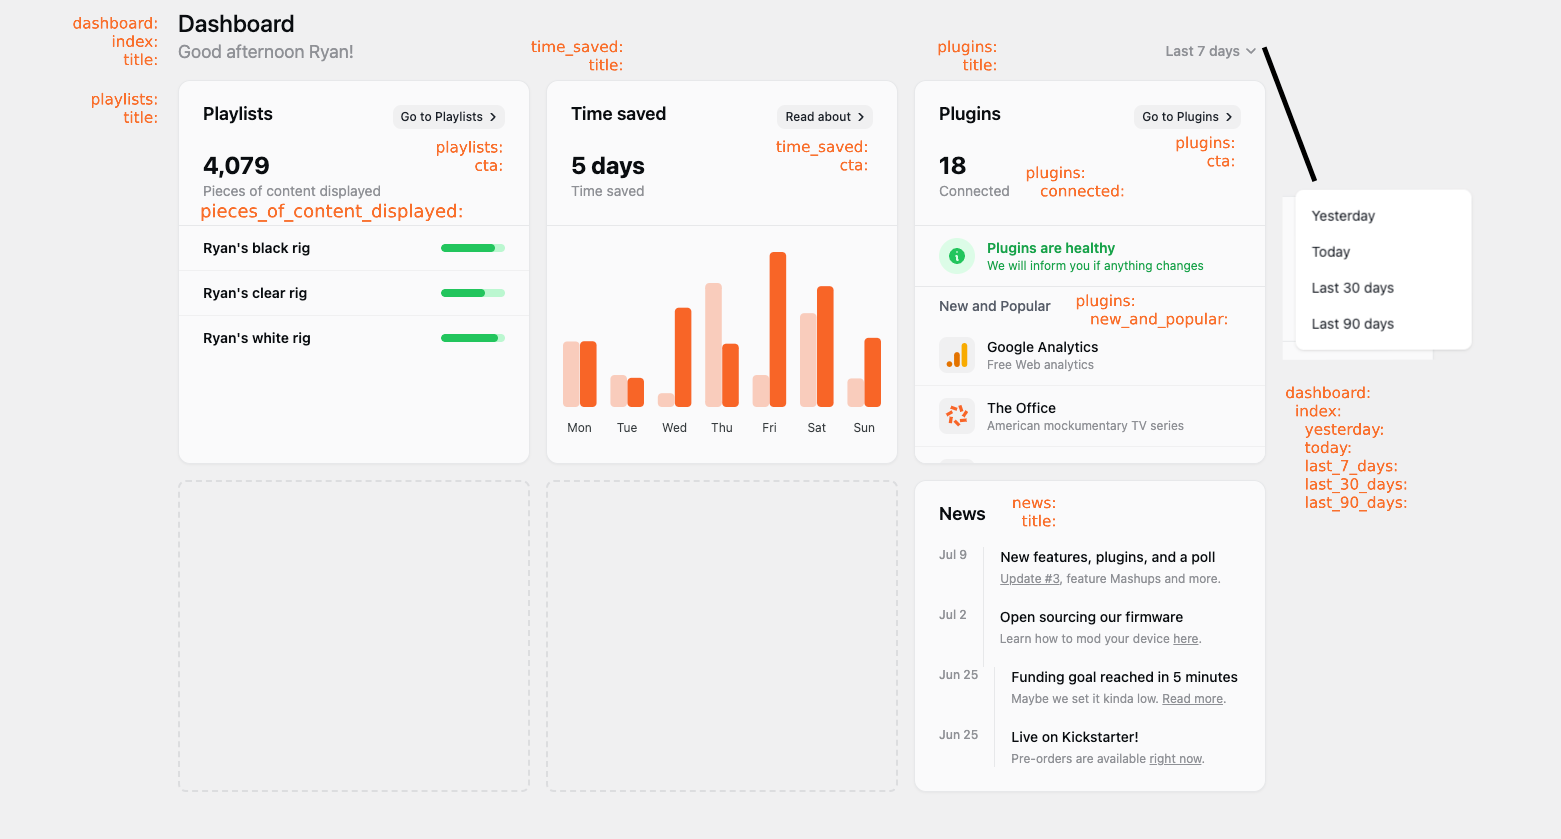 dashboard:
index:
title:
Dashboard
Good afternoon Ryan!
time_saved:
title:
plugins:
title:
Last 7 days
playlists:
title:
Playlists
Go to Playlists
playlists:
cta:
4,079
Pieces of content displayed
pieces_of_content_displayed:
Ryan's black rig
Ryan's clear rig
Ryan's white rig
Time saved
Read about
time_saved:
cta:
5 days
Time saved
Mon Tue Wed Thu Fri Sat Sun
Plugins
Go to Plugins
plugins:
cta:
18
Connected
plugins:
connected:
Plugins are healthy
We will inform you if anything changes
New and Popular
plugins:
new_and_popular:
Google Analytics
Free Web analytics
The Office
American mockumentary TV series
Yesterday
Today
Last 30 days
Last 90 days
dashboard:
index:
yesterday:
today:
last_7_days:
last_30_days:
last_90_days:
News
news:
title:
Jul 9
New features, plugins, and a poll
Update #3, feature Mashups and more.
Jul 2
Open sourcing our firmware
Learn how to mod your device here.
Jun 25
Funding goal reached in 5 minutes
Maybe we set it kinda low. Read more.
Jun 25
Live on Kickstarter!
Pre-orders are available right now.